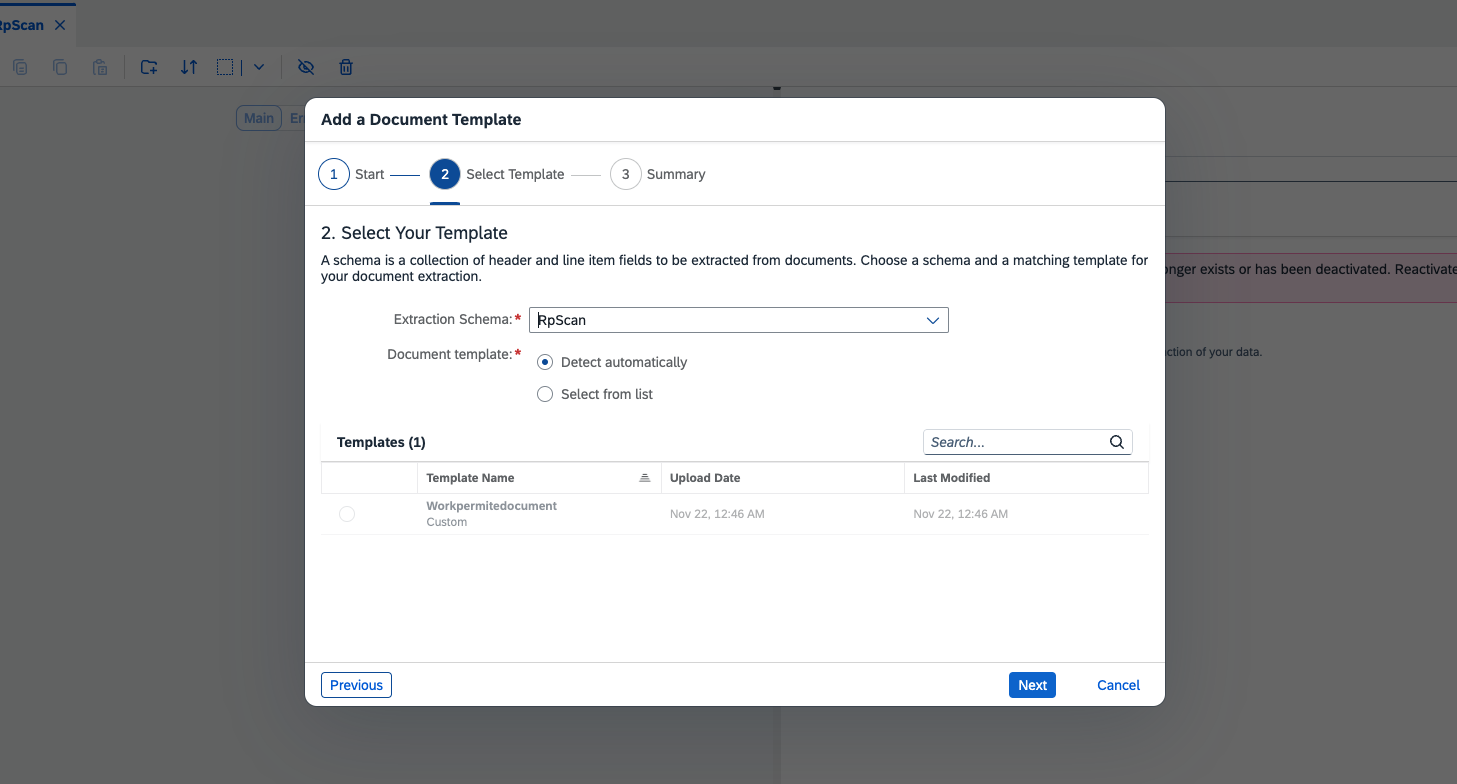 RpScan
Main
Add a Document Template
1 Start
2 Select Template
3 Summary
2. Select Your Template
A schema is a collection of header and line item fields to be extracted from documents. Choose a schema and a matching template for
your document extraction.
onger exists or has been deactivated. Reactivate
Extraction Schema:* RpScan
Document template:* Detect automatically
ction of your data.
Select from list
Templates (1) Search...
Template Name Upload Date Last Modified
Workpermitedocument
Custom
Nov 22, 12:46 AM Nov 22, 12:46 AM
Previous Next Cancel